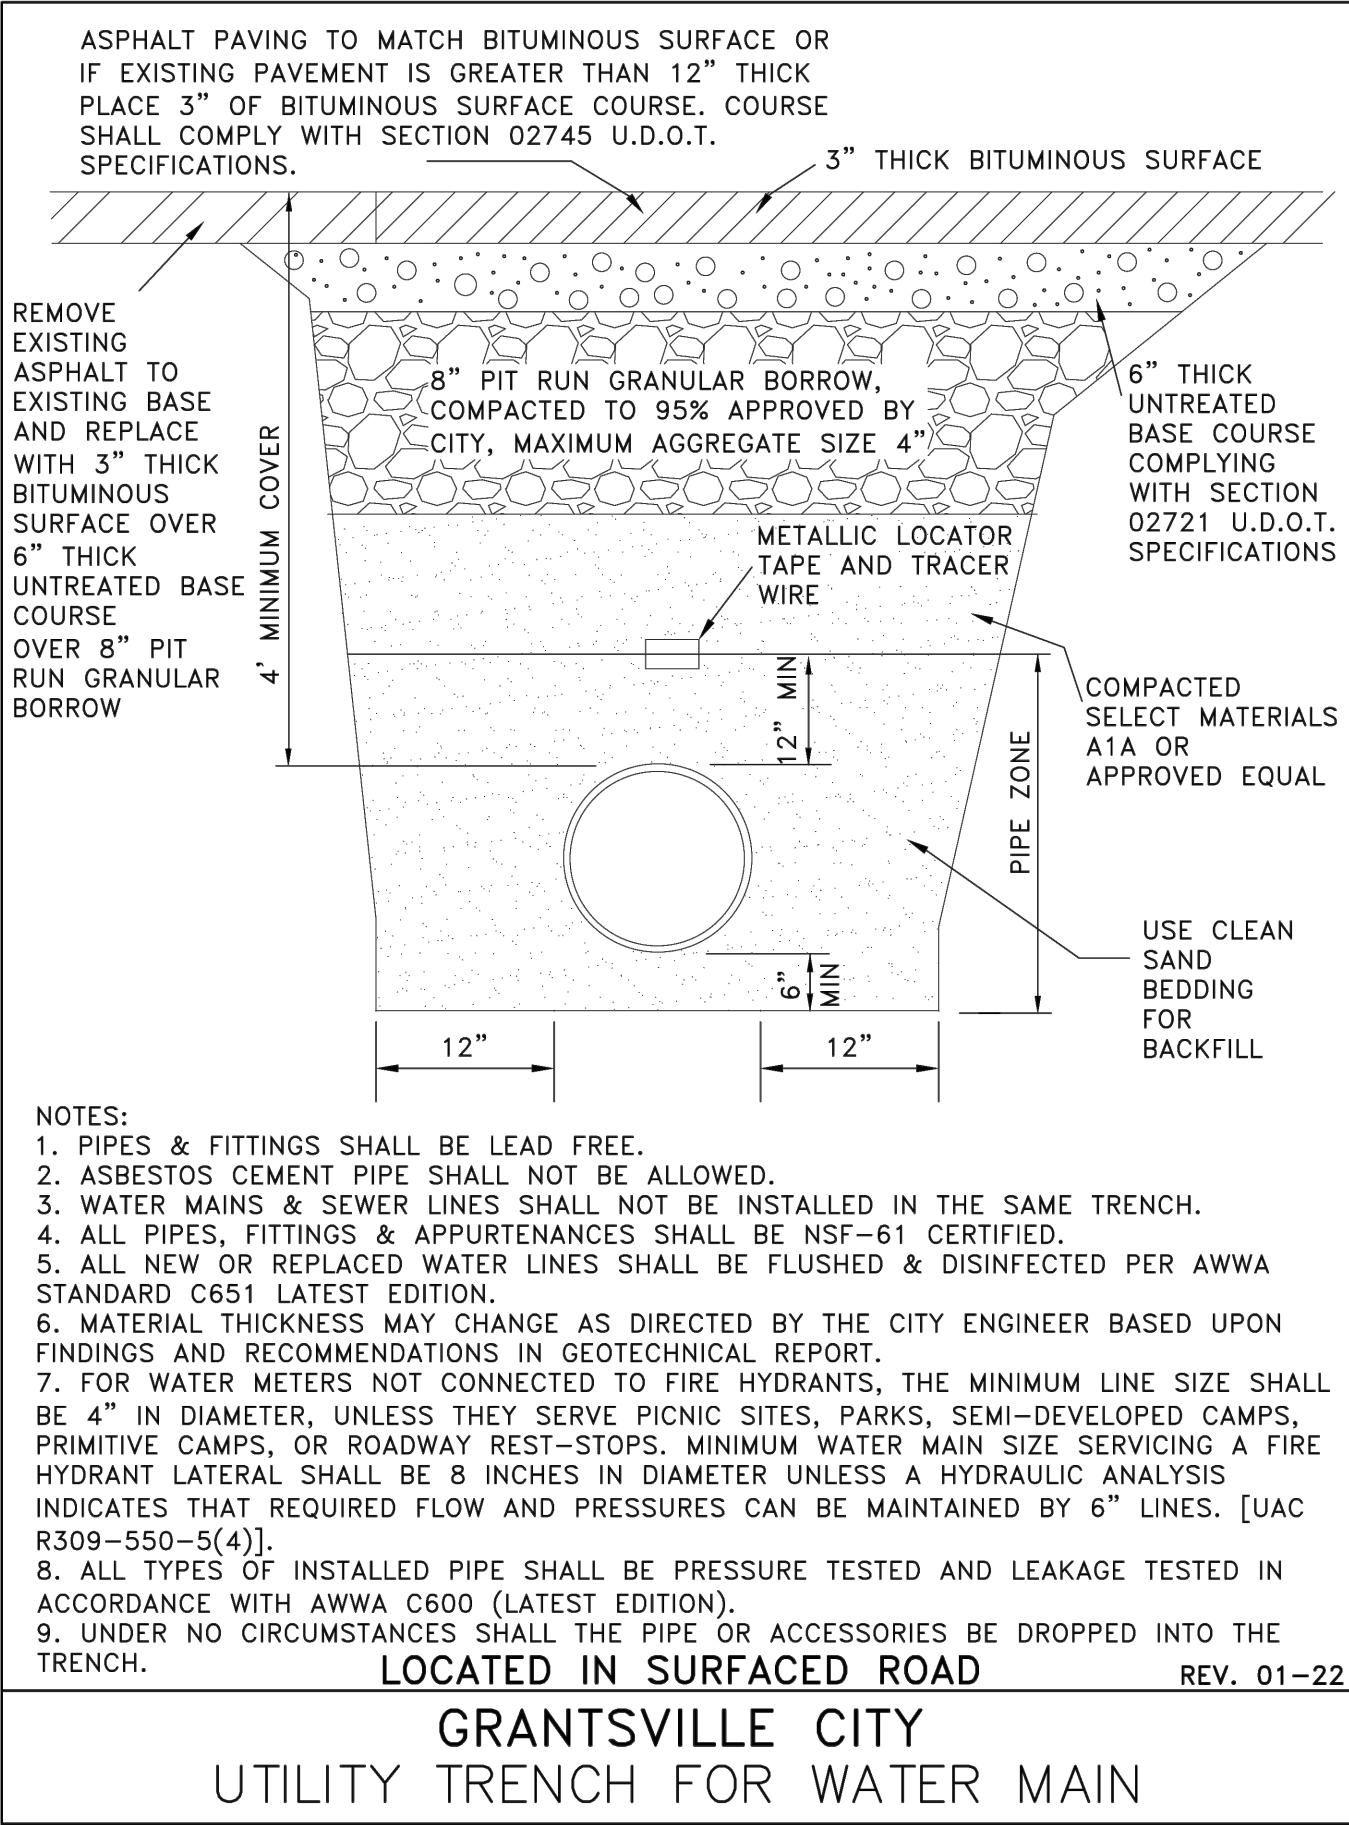 ASPHALT PAVING TO MATCH BITUMINOUS SURFACE OR
IF EXISTING PAVEMENT IS GREATER THAN 12" THICK
PLACE 3" OF BITUMINOUS SURFACE COURSE. COURSE
SHALL COMPLY WITH SECTION 02745 U.D.O.T.
SPECIFICATIONS.
3" THICK BITUMINOUS SURFACE
REMOVE
EXISTING
ASPHALT TO
EXISTING BASE
AND REPLACE
WITH 3" THICK
BITUMINOUS
SURFACE OVER
6" THICK
UNTREATED BASE
COURSE
OVER 8" PIT
RUN GRANULAR
BORROW
4' MINIMUM COVER
8" PIT RUN GRANULAR BORROW,
COMPACTED TO 95% APPROVED BY
CITY, MAXIMUM AGGREGATE SIZE 4"
6" THICK
UNTREATED
BASE COURSE
COMPLYING
WITH SECTION
02721 U.D.O.T.
SPECIFICATIONS
METALLIC LOCATOR
TAPE AND TRACER
WIRE
12" MIN
COMPACTED
SELECT MATERIALS
A1A OR
APPROVED EQUAL
PIPE ZONE
USE CLEAN
SAND
BEDDING
FOR
BACKFILL
6"
MIN
12"
12"
NOTES:
1. PIPES & FITTINGS SHALL BE LEAD FREE.
2. ASBESTOS CEMENT PIPE SHALL NOT BE ALLOWED.
3. WATER MAINS & SEWER LINES SHALL NOT BE INSTALLED IN THE SAME TRENCH.
4. ALL PIPES, FITTINGS & APPURTENANCES SHALL BE NSF-61 CERTIFIED.
5. ALL NEW OR REPLACED WATER LINES SHALL BE FLUSHED & DISINFECTED PER AWWA
STANDARD C651 LATEST EDITION.
6. MATERIAL THICKNESS MAY CHANGE AS DIRECTED BY THE CITY ENGINEER BASED UPON
FINDINGS AND RECOMMENDATIONS IN GEOTECHNICAL REPORT.
7. FOR WATER METERS NOT CONNECTED TO FIRE HYDRANTS, THE MINIMUM LINE SIZE SHALL
BE 4" IN DIAMETER, UNLESS THEY SERVE PICNIC SITES, PARKS, SEMI-DEVELOPED CAMPS,
PRIMITIVE CAMPS, OR ROADWAY REST-STOPS. MINIMUM WATER MAIN SIZE SERVICING A FIRE
HYDRANT LATERAL SHALL BE 8 INCHES IN DIAMETER UNLESS A HYDRAULIC ANALYSIS
INDICATES THAT REQUIRED FLOW AND PRESSURES CAN BE MAINTAINED BY 6" LINES. [UAC
R309-550-5(4)].
8. ALL TYPES OF INSTALLED PIPE SHALL BE PRESSURE TESTED AND LEAKAGE TESTED IN
ACCORDANCE WITH AWWA C600 (LATEST EDITION).
9. UNDER NO CIRCUMSTANCES SHALL THE PIPE OR ACCESSORIES BE DROPPED INTO THE
TRENCH.
LOCATED IN SURFACED ROAD
REV. 01-22
GRANTSVILLE CITY
UTILITY TRENCH FOR WATER MAIN